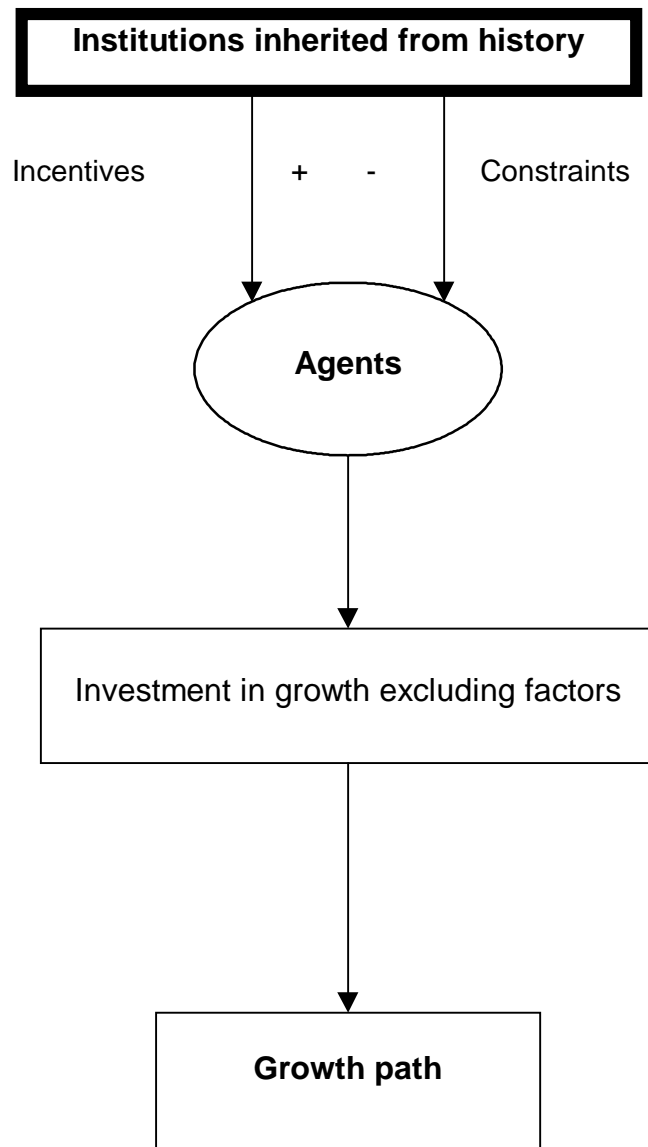 Institutions inherited from history
Incentives + - Constraints
Agents
Investment in growth excluding factors
Growth path